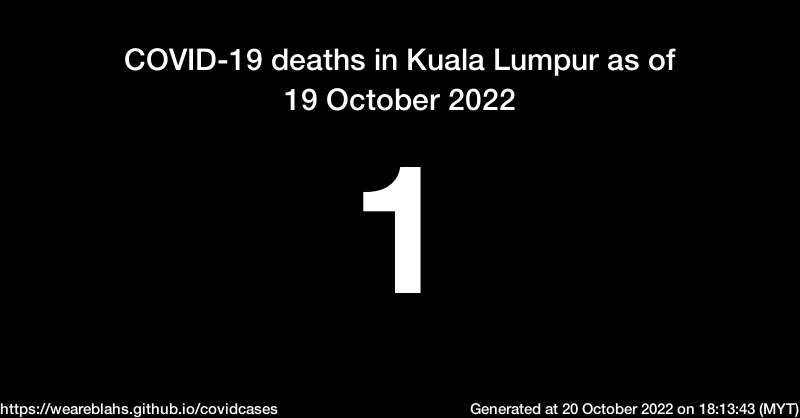 COVID-19 deaths in Kuala Lumpur as of
19 October 2022
1
https://weareblahs.github.io/covidcases
Generated at 20 October 2022 on 18:13:43 (MYT)